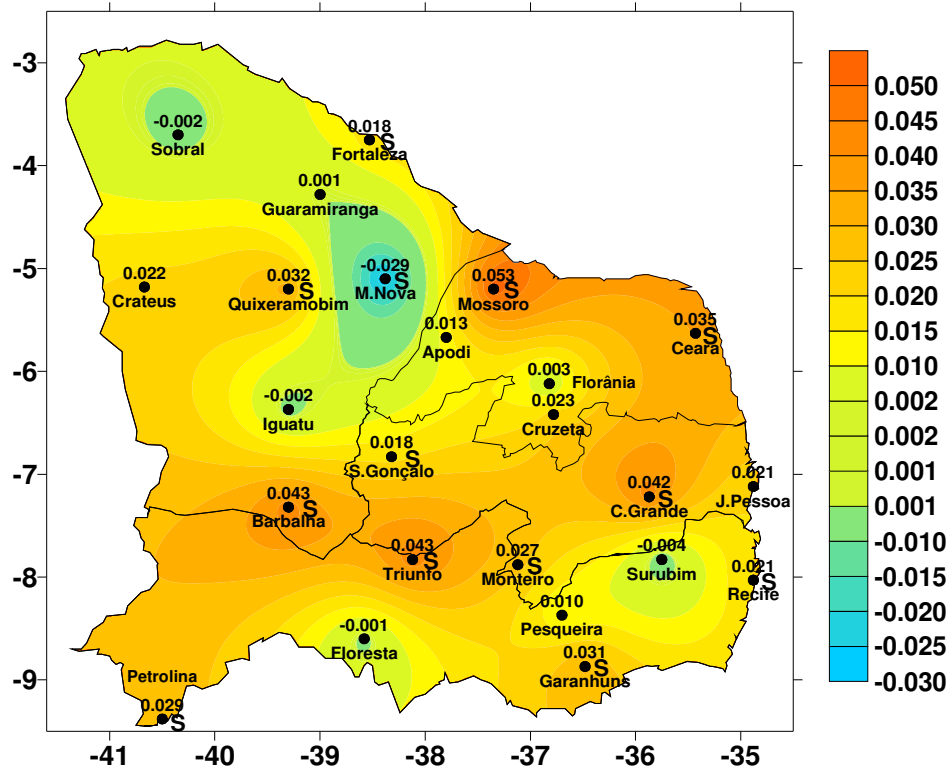 -3
-4
-5
-6
-7
-8
-9
-0.002
Sobral
0.018
S
Fortaleza
0.001
Guaramiranga
0.022
Crateus
0.032
S
Quixeramobim
-0.029
S
M.Nova
0.053
S
Mossoro
0.013
Apodi
0.035
S
Ceara
0.003
Florânia
0.023
Cruzeta
-0.002
Iguatu
0.018
S
S.Gonçalo
0.043
S
Barbalha
0.042
S
C.Grande
0.021
J.Pessoa
0.043
S
Triunfo
0.027
S
Monteiro
-0.004
Surubim
0.021
S
Recife
0.010
Pesqueira
-0.001
Floresta
0.031
S
Garanhuns
Petrolina
0.029
S
-41
-40
-39
-38
-37
-36
-35
0.050
0.045
0.040
0.035
0.030
0.025
0.020
0.015
0.010
0.002
0.002
0.001
0.001
-0.010
-0.015
-0.020
-0.025
-0.030